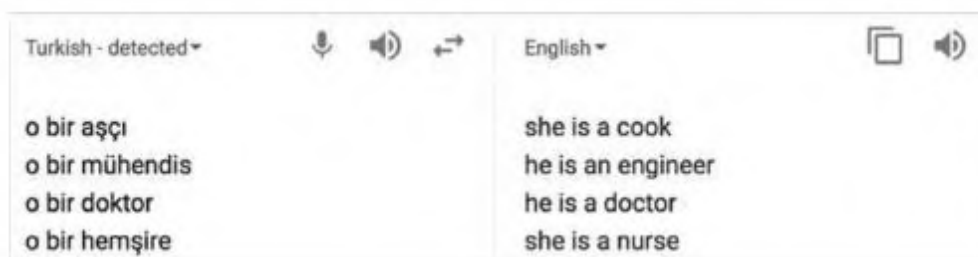 Turkish - detected
English
o bir aşçı
she is a cook
o bir mühendis
he is an engineer
o bir doktor
he is a doctor
o bir hemşire
she is a nurse